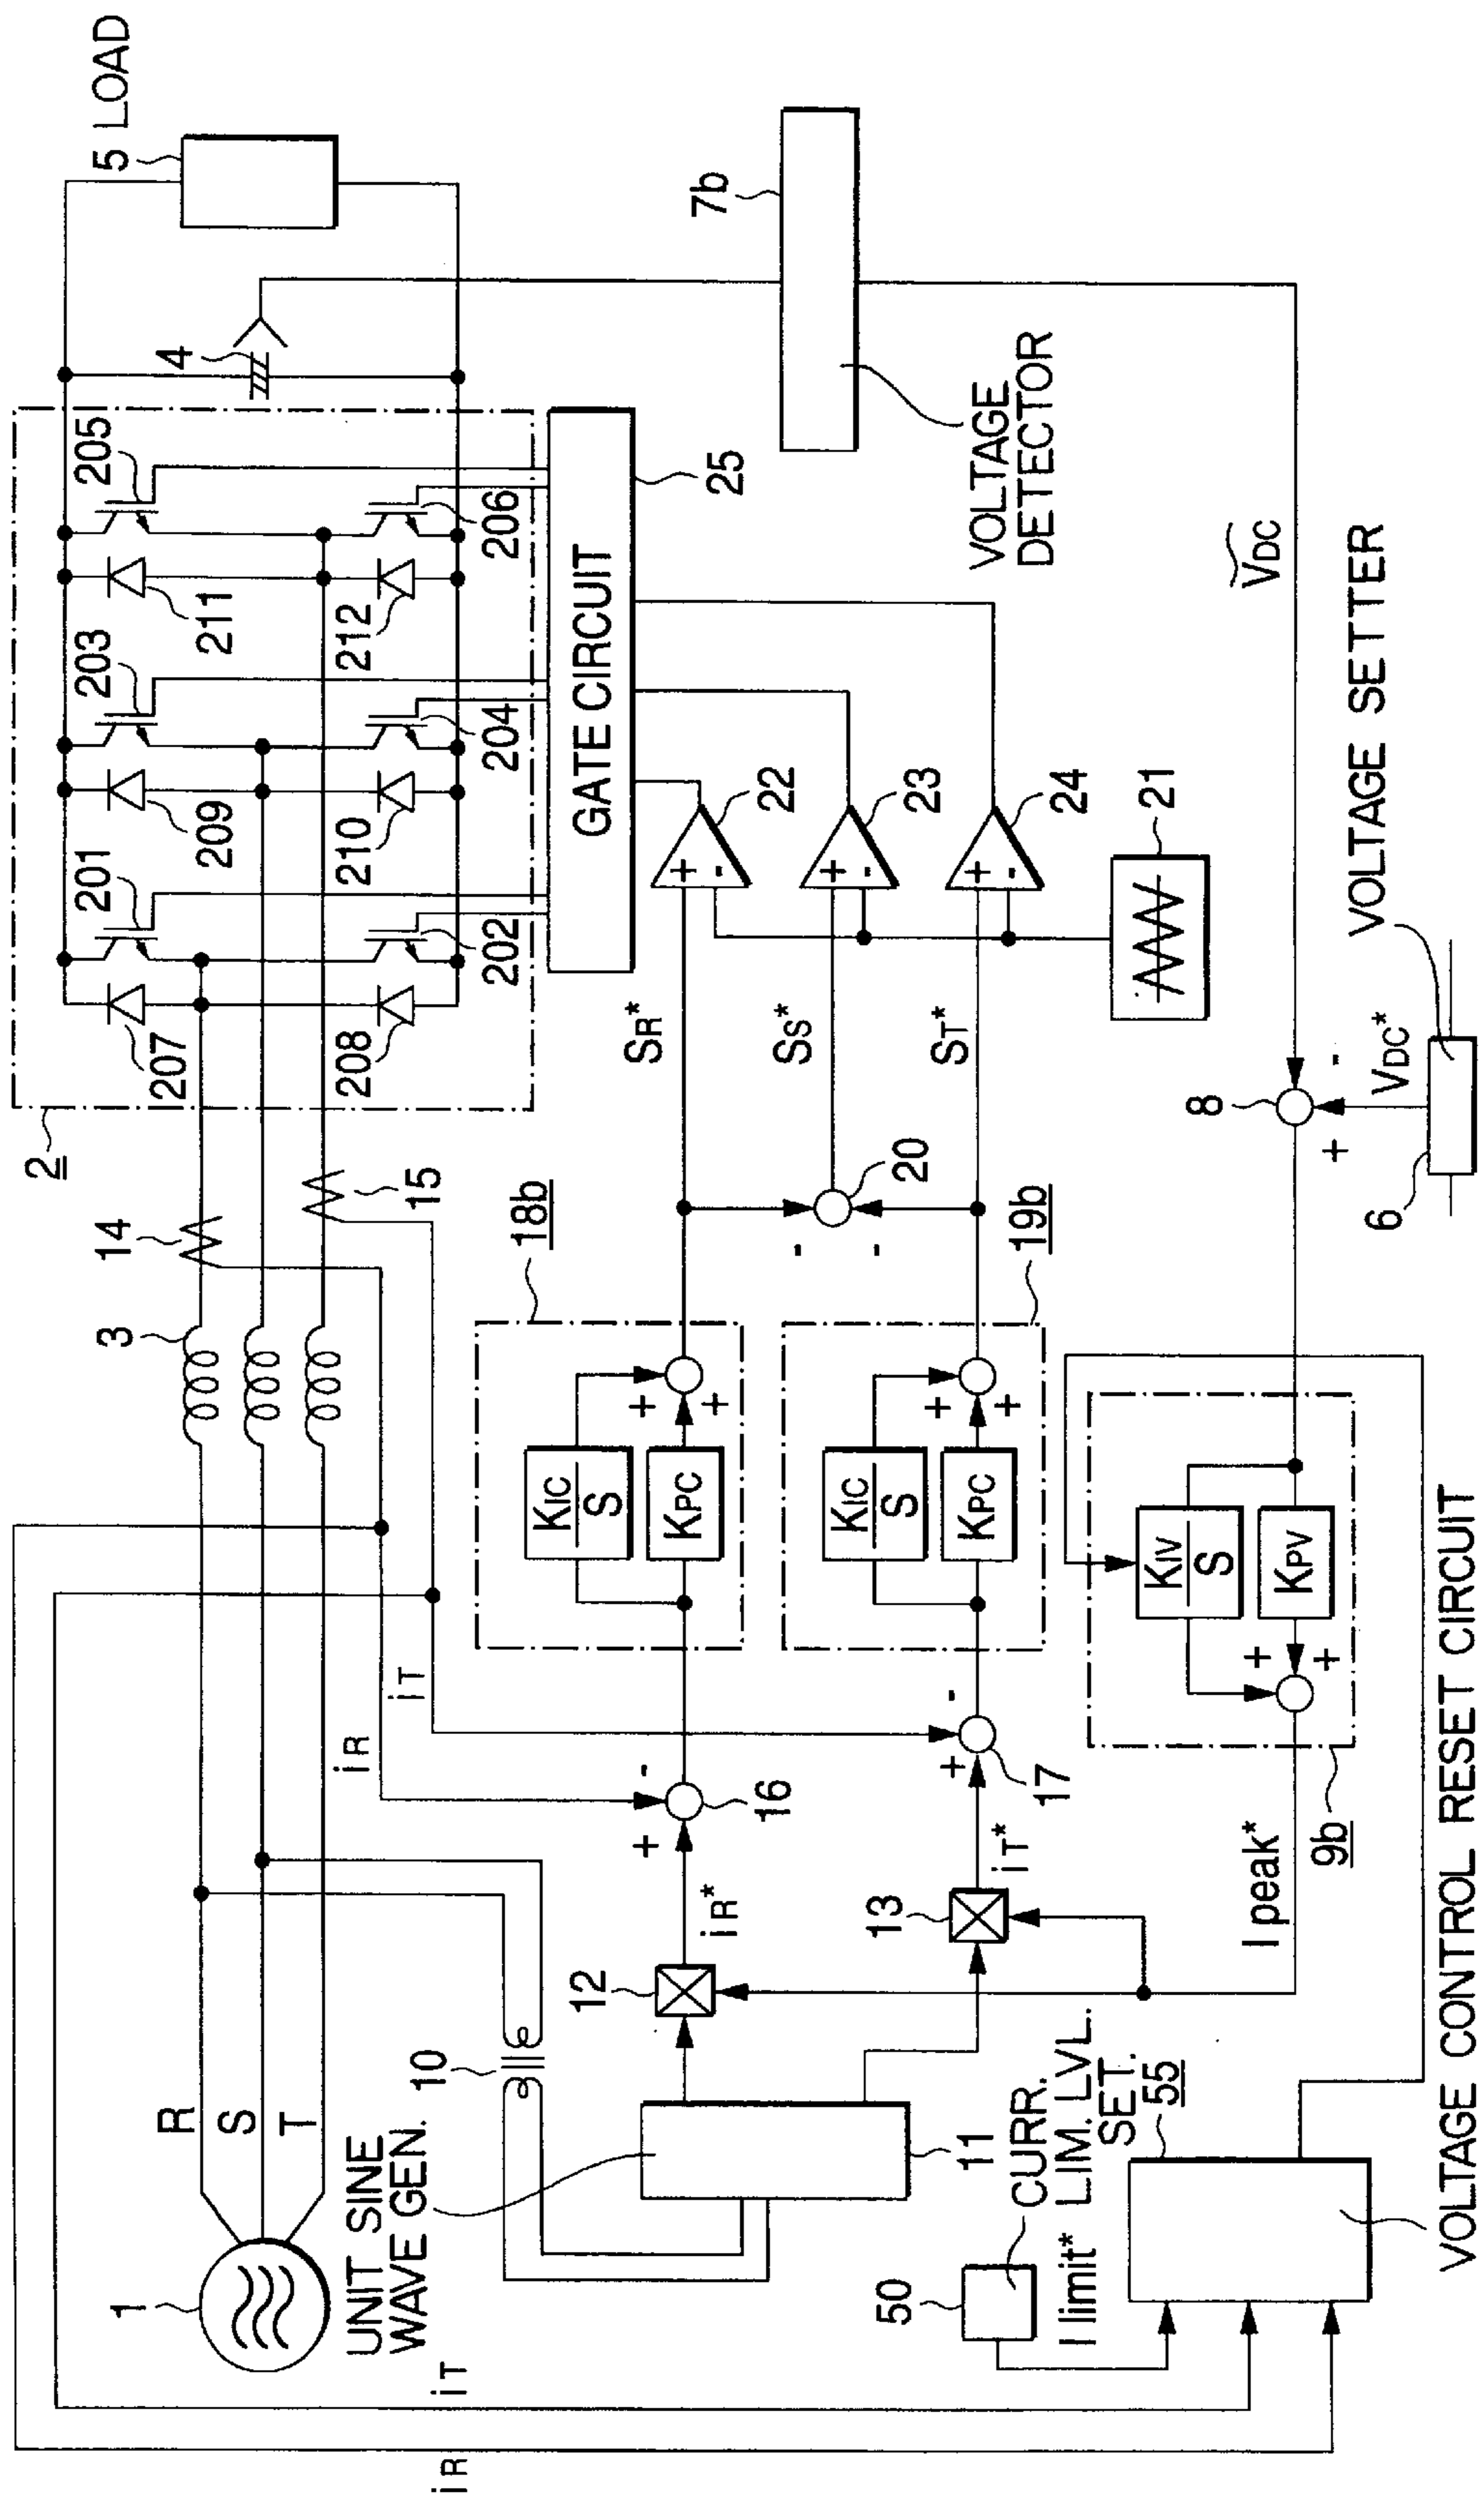 1
R
S
T
3
14
15
2
207
208
201
202
209
210
203
204
211
212
205
206
4
5 LOAD
UNIT SINE
WAVE GEN.
10
iR
iT
18b
KIC
S
KPC
+
+
GATE CIRCUIT
25
7b
VOLTAGE
DETECTOR
iR
iT
11
12
iR*
+
-
16
SR*
+
-
22
-
-
20
SS*
+
-
23
13
iT*
+
-
17
19b
KIC
S
KPC
+
+
ST*
+
-
24
21
50
CURR.
LIM. LVL.
SET.
I limit*
55
I peak*
9b
KIV
S
KPV
+
+
8
+
-
VDC
VDC*
6
VOLTAGE SETTER
VOLTAGE CONTROL RESET CIRCUIT